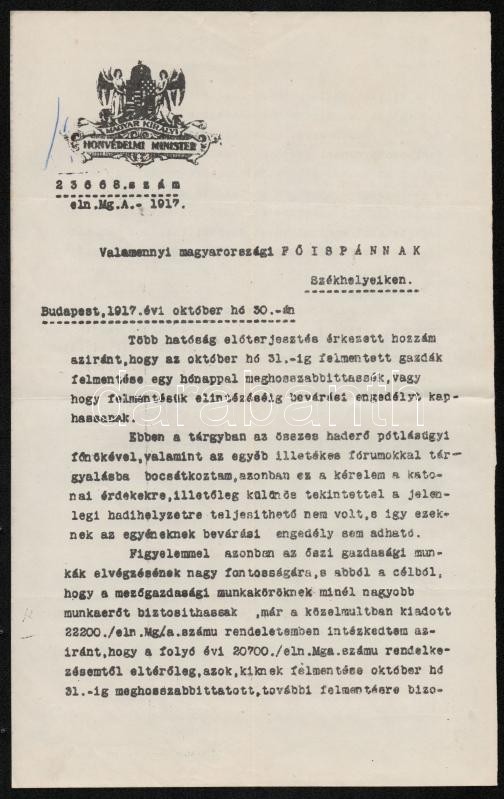 MAGYAR KIRÁLYI
HONVÉDELMI MINISTER
23668.szám
eln.Mg.A.- 1917.
Valamennyi magyarországi FŐISPÁNNAK
Székhelyeiken.
Budapest,1917.évi október hó 30.-án
Több hatóság előterjesztés érkezett hozzám
aziránt,hogy az október hó 31.-ig felmentett gazdák
felmentése egy hónappal meghosszabbittassék,vagy
hogy felmentésük elintézéséig bevárási engedélyt kap-
hassanak.
Ebben a tárgyban az összes haderő pótlásügyi
főnökével,valamint az egyéb illetékes fórumokkal tár-
gyalásba bocsátkoztam,azonban ez a kérelem a kato-
nai érdekekre,illetőleg különös tekintettel a jelen-
legi hadihelyzetre teljesithető nem volt,s igy ezek-
nek az egyéneknek bevárási engedély sem adható.
Figyelemmel azonban az őszi gazdasági mun-
kák elvégzésének nagy fontosságára,s abból a célból,
hogy a mezőgazdasági munkaköröknek minél nagyobb
munkaerőt biztosithassak ,már a közelmultban kiadott
22200./eln.Mg/a.számu rendeletemben intézkedtem az-
iránt,hogy a folyó évi 20700./eln.Mga.számu rendelke-
zésemtől eltérőleg,azok,kiknek felmentése október hó
31.-ig meghosszabbittatott,további felmentésre bizo-
darabanth